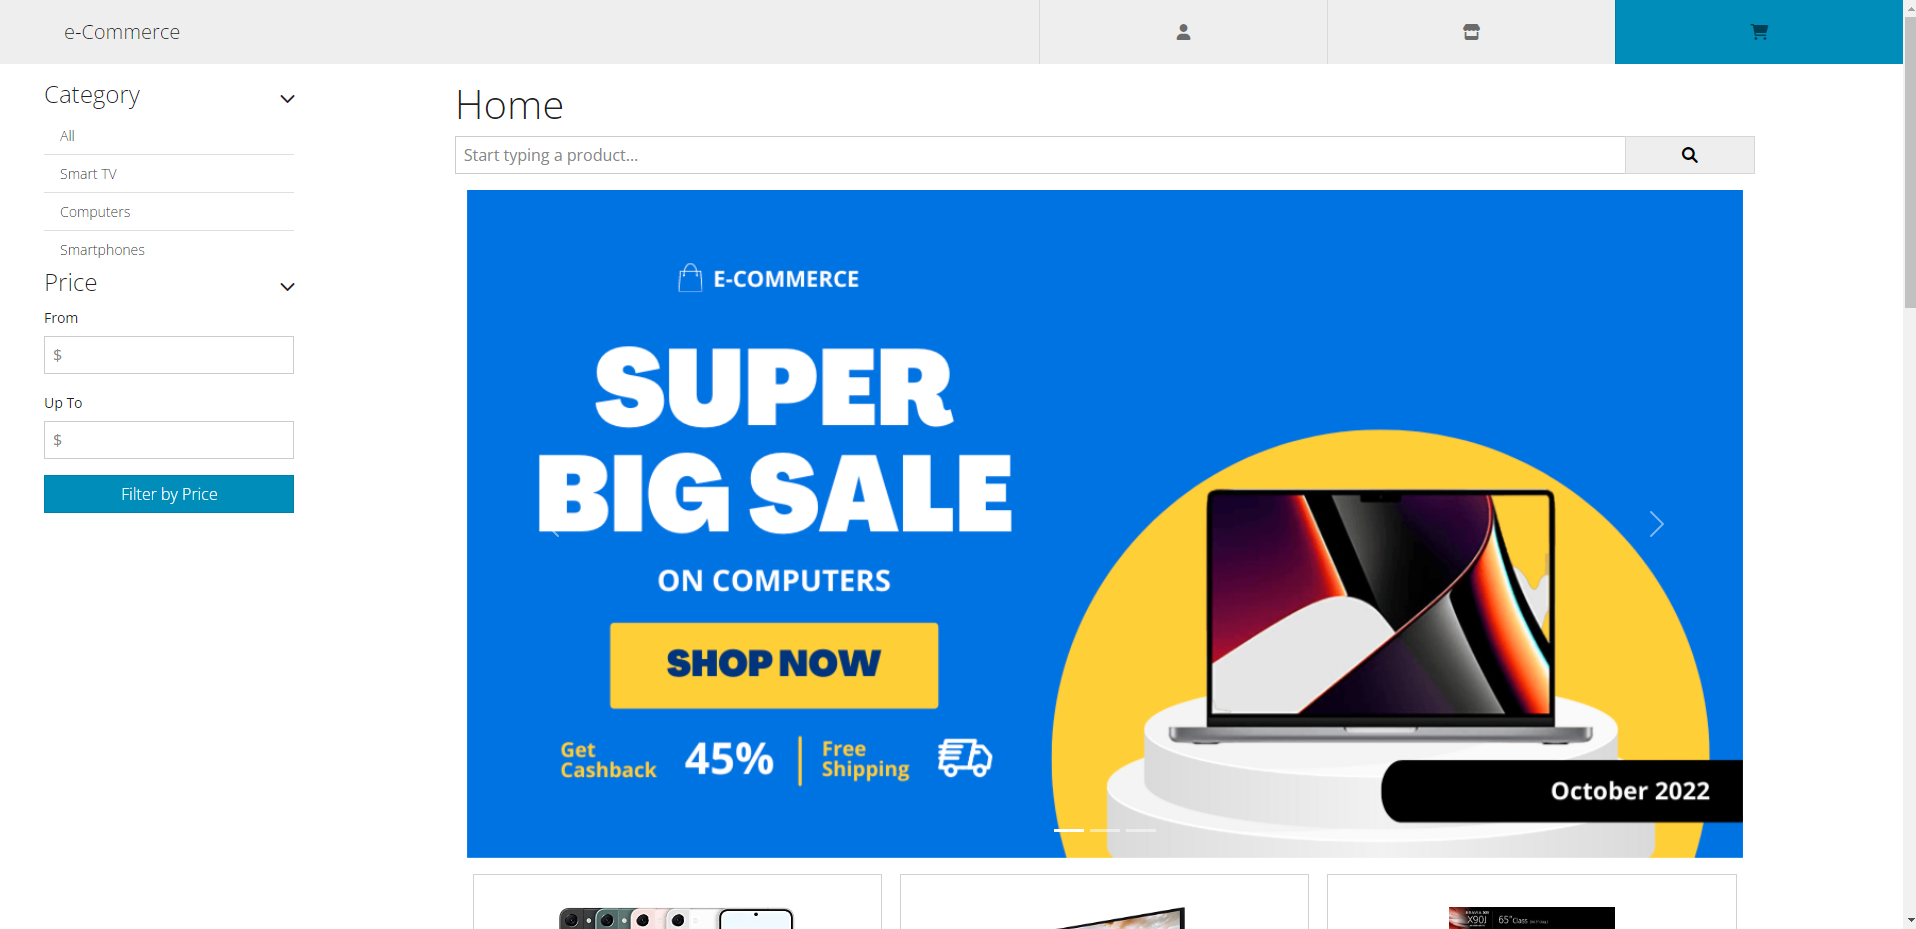 e-Commerce
Category
All
Smart TV
Computers
Smartphones
Price
From
$
Up To
$
Filter by Price
Home
Start typing a product...
E-COMMERCE
SUPER
BIG SALE
ON COMPUTERS
SHOP NOW
Get
Cashback
45%
Free
Shipping
October 2022
X90J
65" Class